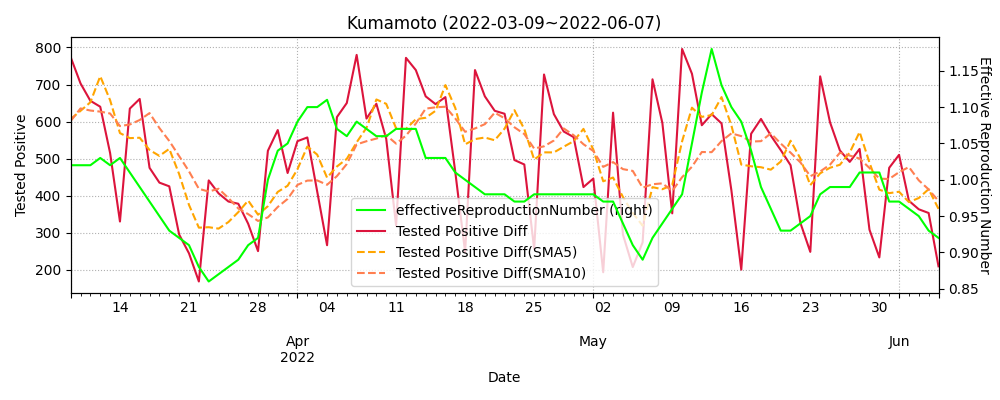 Kumamoto (2022-03-09~2022-06-07)
Tested Positive
800
700
600
500
400
300
200
effectiveReproductionNumber (right)
Tested Positive Diff
Tested Positive Diff(SMA5)
Tested Positive Diff(SMA10)
1.15
1.10
1.05
1.00
0.95
0.90
0.85
Effective Reproduction Number
14 21 28 04 11 18 25 02 09 16 23 30
Apr May Jun
2022
Date